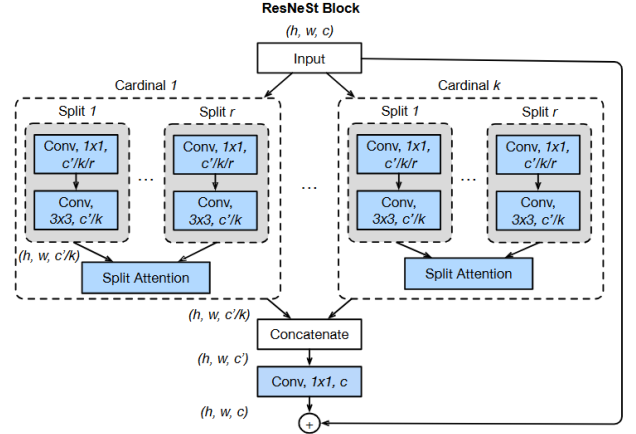 ResNeSt Block
(h, w, c)
Input
Cardinal 1
Cardinal k
Split 1
Split r
Split 1
Split r
Conv, 1x1,
c'/k/r
...
Conv, 1x1,
c'/k/r
Conv, 1x1,
c'/k/r
...
Conv, 1x1,
c'/k/r
...
Conv,
3x3, c'/k
Conv,
3x3, c'/k
Conv,
3x3, c'/k
Conv,
3x3, c'/k
(h, w, c'/k)
Split Attention
Split Attention
(h, w, c'/k)
Concatenate
(h, w, c')
Conv, 1x1, c
(h, w, c)
+